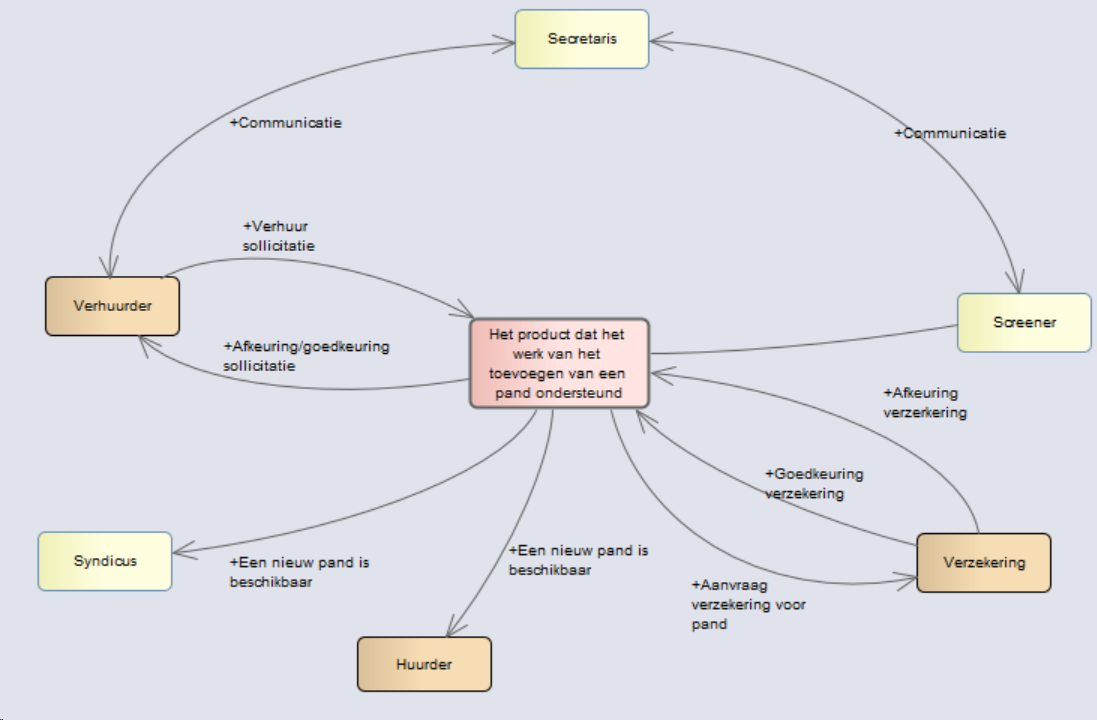 Secretaris
+Communicatie
+Communicatie
+Verhuur
sollicitatie
Verhuurder
Screener
Het product dat het
werk van het
toevoegen van een
pand ondersteund
+Afkeuring/goedkeuring
sollicitatie
+Afkeuring
verzerkering
+Goedkeuring
verzekering
Syndicus
+Een nieuw pand is
beschikbaar
+Een nieuw pand is
beschikbaar
Verzekering
+Aanvraag
verzekering voor
pand
Huurder